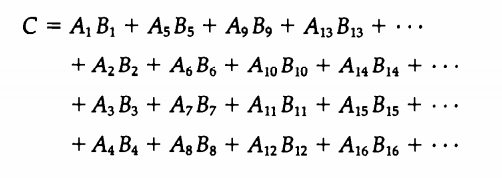 C = A₁B₁ + A₅B₅ + A₉B₉ + A₁₃B₁₃ + ⋯
+ A₂B₂ + A₆B₆ + A₁₀B₁₀ + A₁₄B₁₄ + ⋯
+ A₃B₃ + A₇B₇ + A₁₁B₁₁ + A₁₅B₁₅ + ⋯
+ A₄B₄ + A₈B₈ + A₁₂B₁₂ + A₁₆B₁₆ + ⋯